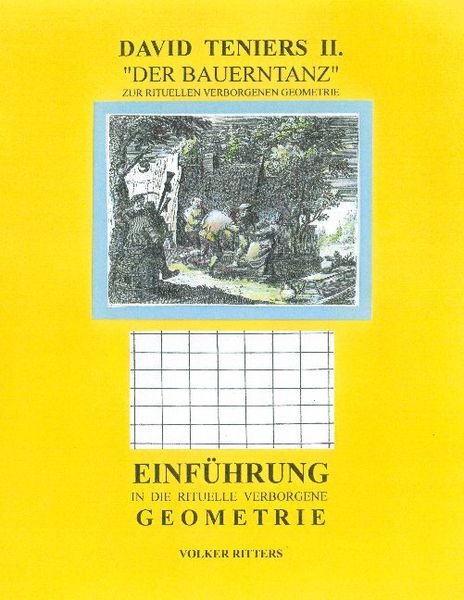 DAVID TENIERS II.
"DER BAUERNTANZ"
ZUR RITUELLEN VERBORGENEN GEOMETRIE
EINFÜHRUNG
IN DIE RITUELLE VERBORGENE
GEOMETRIE
VOLKER RITTERS